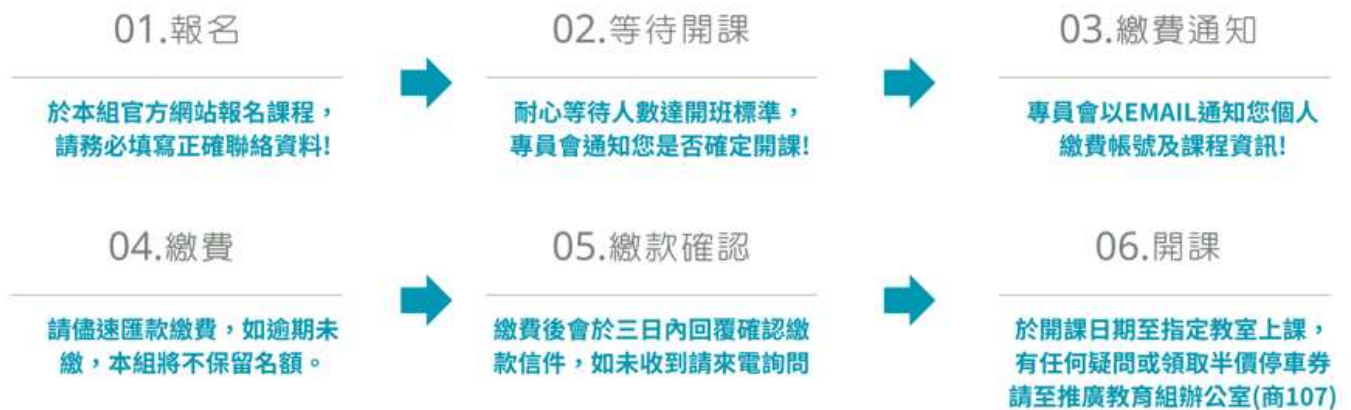 01.報名
於本組官方網站報名課程，
請務必填寫正確聯絡資料!
02.等待開課
耐心等待人數達開班標準，
專員會通知您是否確定開課!
03.繳費通知
專員會以EMAIL通知您個人
繳費帳號及課程資訊!
04.繳費
請儘速匯款繳費，如逾期未
繳，本組將不保留名額。
05.繳款確認
繳費後會於三日內回覆確認繳
款信件，如未收到請來電詢問
06.開課
於開課日期至指定教室上課，
有任何疑問或領取半價停車券
請至推廣教育組辦公室(商107)